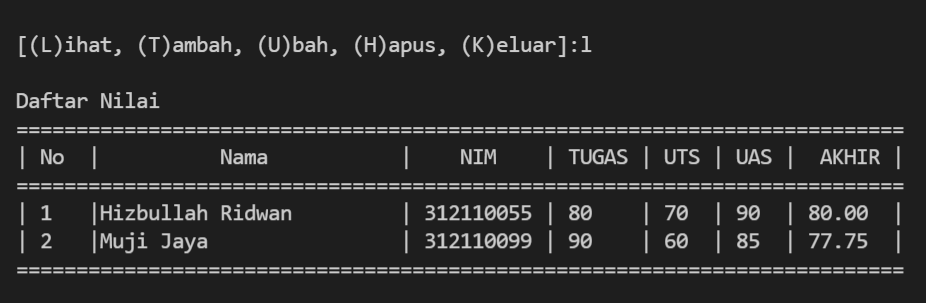 [(L)ihat, (T)ambah, (U)bah, (H)apus, (K)eluar]:l
Daftar Nilai
==========================================================================
| No  |          Nama           |    NIM    | TUGAS | UTS | UAS |  AKHIR |
==========================================================================
| 1   |Hizbullah Ridwan         | 312110055 | 80    | 70  | 90  | 80.00  |
| 2   |Muji Jaya                | 312110099 | 90    | 60  | 85  | 77.75  |
==========================================================================